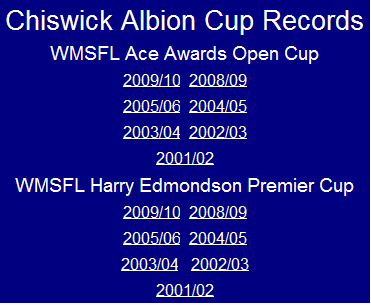 Chiswick Albion Cup Records
WMSFL Ace Awards Open Cup
2009/10 2008/09
2005/06 2004/05
2003/04 2002/03
2001/02
WMSFL Harry Edmondson Premier Cup
2009/10 2008/09
2005/06 2004/05
2003/04 2002/03
2001/02